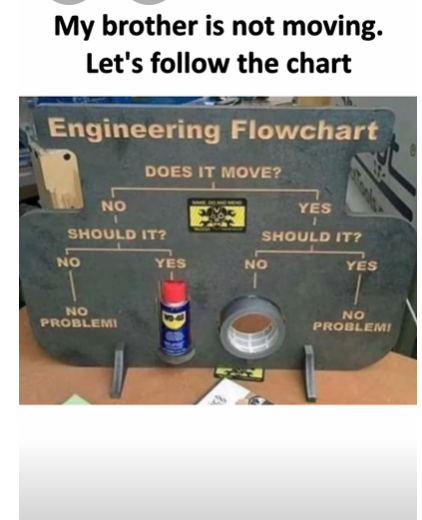 My brother is not moving.
Let's follow the chart
Engineering Flowchart
DOES IT MOVE?
NO
YES
SHOULD IT?
SHOULD IT?
NO
YES
NO
YES
NO
PROBLEM!
WD-40
NO
PROBLEM!